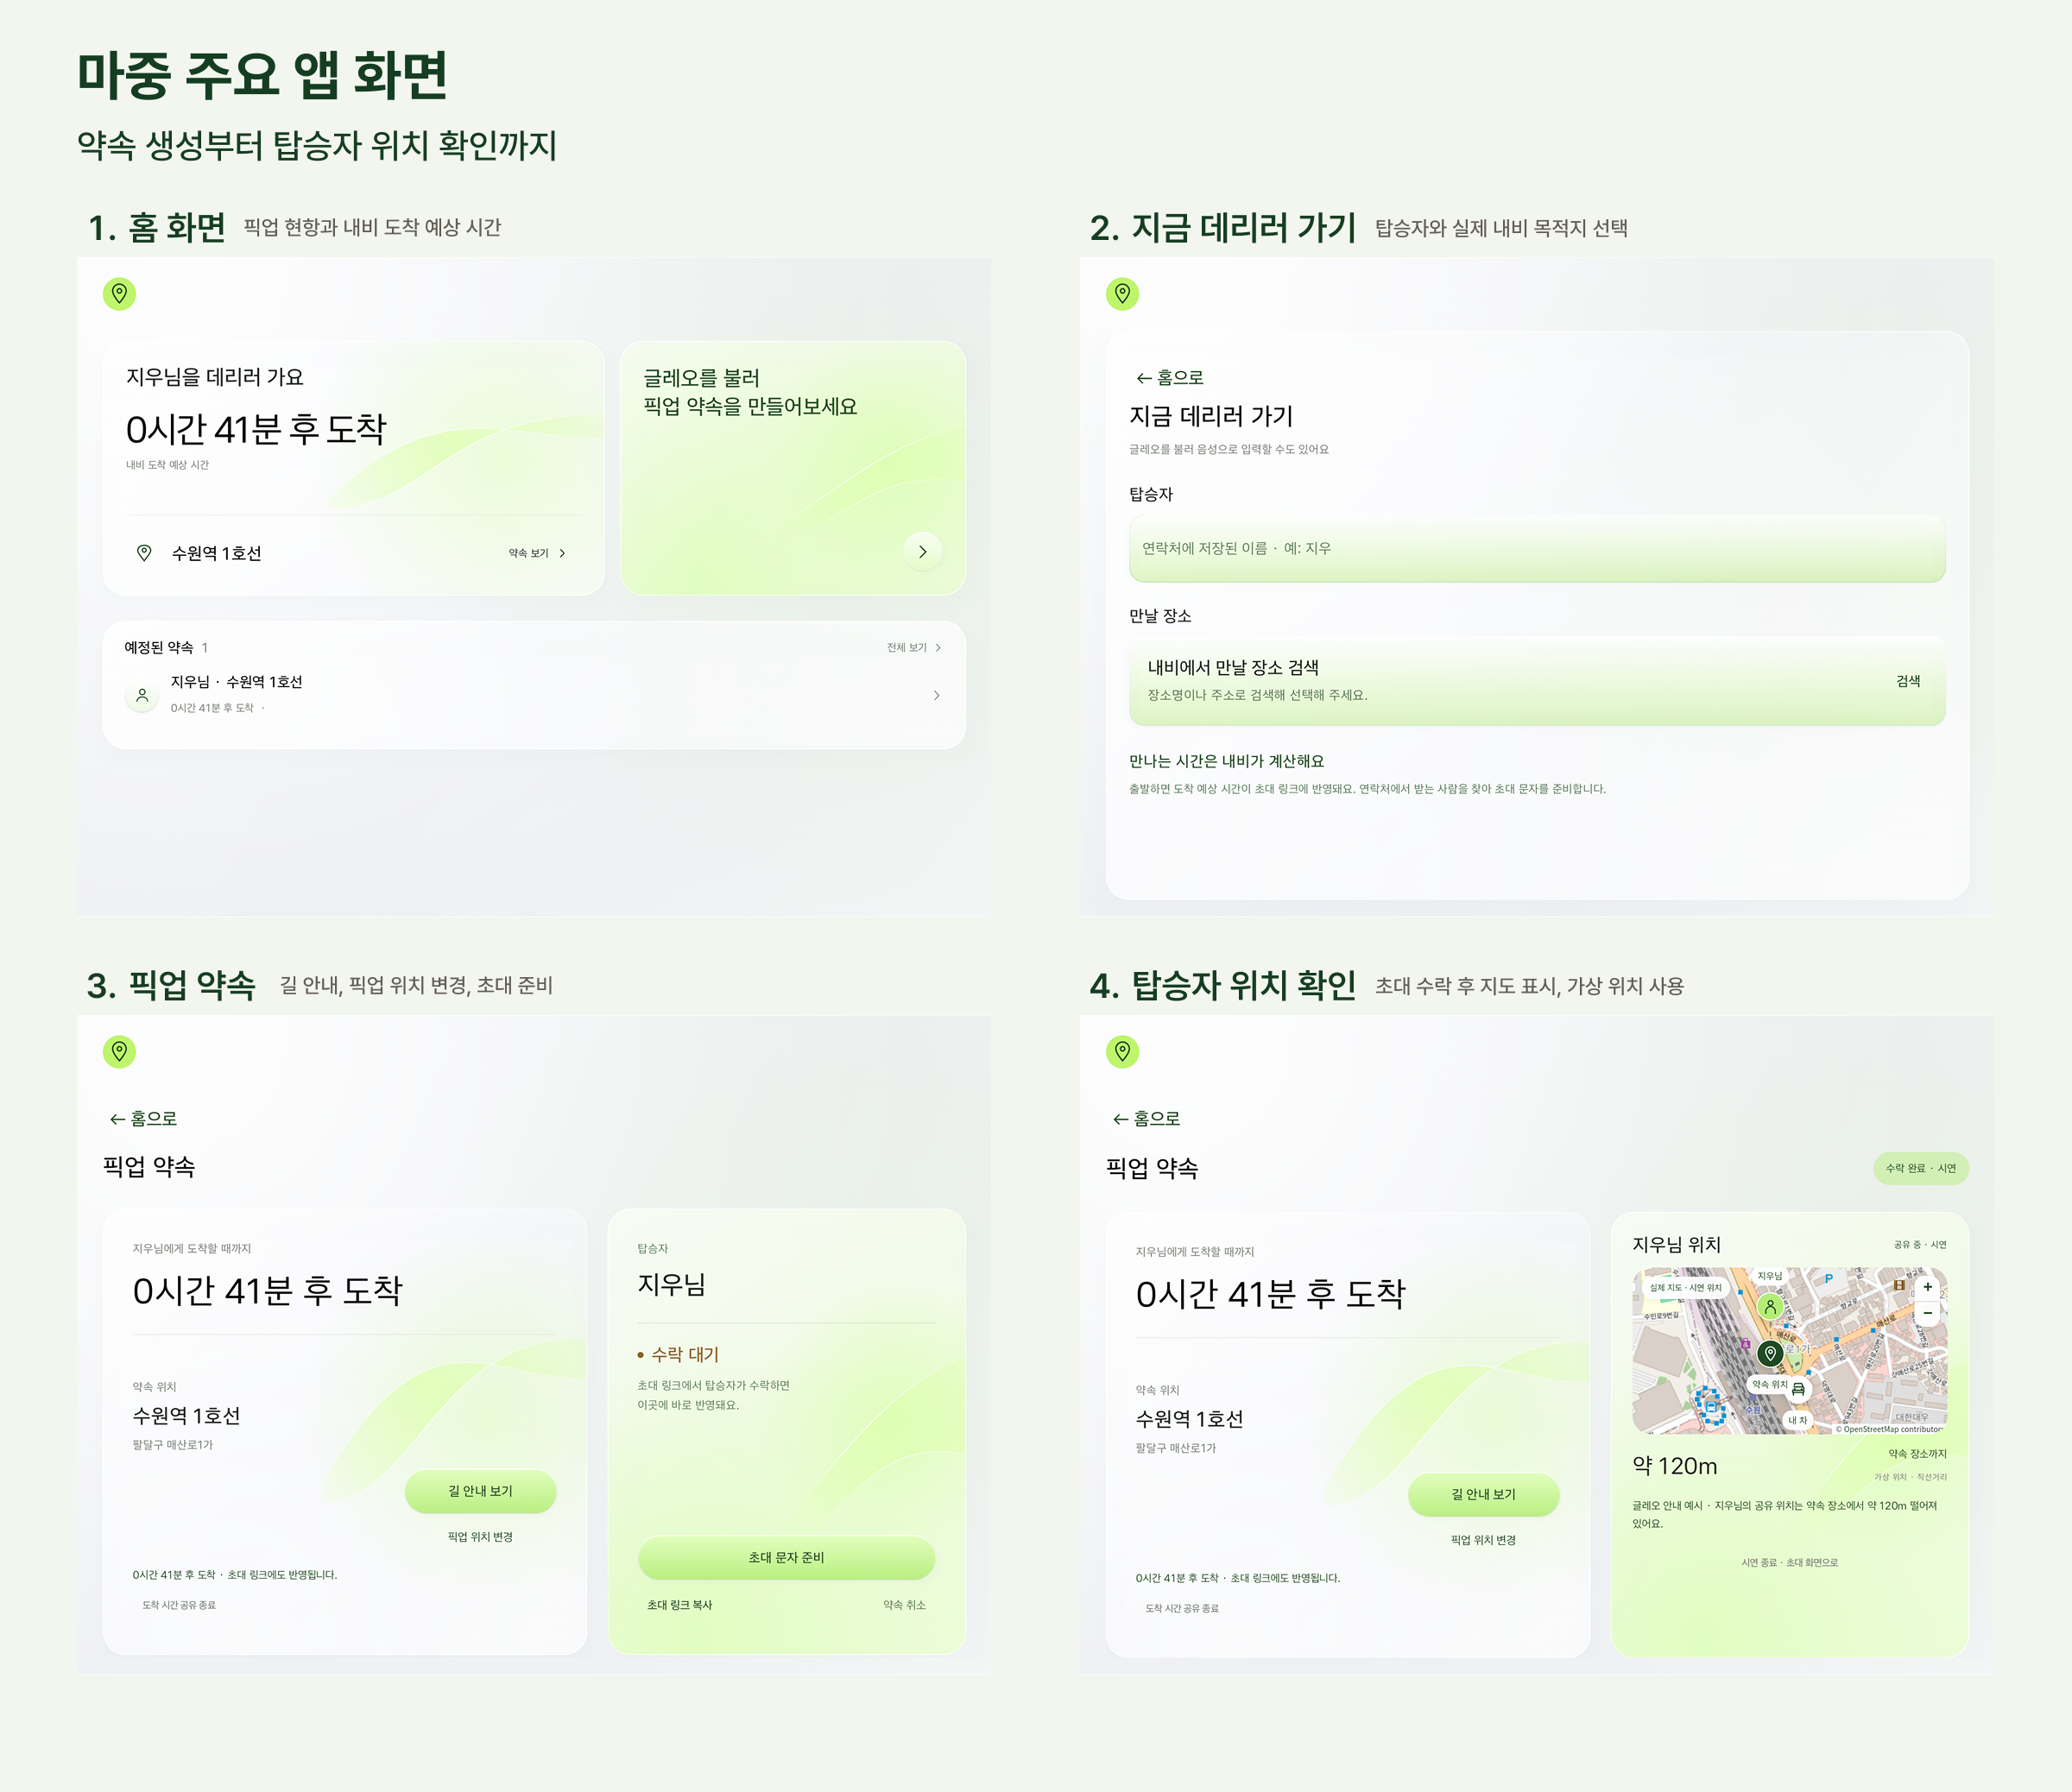 마중 주요 앱 화면
약속 생성부터 탑승자 위치 확인까지
1. 홈 화면 픽업 현황과 내비 도착 예상 시간
지우님을 데리러 가요
0시간 41분 후 도착
내비 도착 예상 시간
수원역 1호선
약속 보기
글레오를 불러
픽업 약속을 만들어보세요
예정된 약속 1
전체 보기
지우님 · 수원역 1호선
0시간 41분 후 도착 ·
2. 지금 데리러 가기 탑승자와 실제 내비 목적지 선택
← 홈으로
지금 데리러 가기
글레오를 불러 음성으로 입력할 수도 있어요
탑승자
연락처에 저장된 이름 · 예: 지우
만날 장소
내비에서 만날 장소 검색
장소명이나 주소로 검색해 선택해 주세요.
검색
만나는 시간은 내비가 계산해요
출발하면 도착 예상 시간이 초대 링크에 반영돼요. 연락처에서 받는 사람을 찾아 초대 문자를 준비합니다.
3. 픽업 약속 길 안내, 픽업 위치 변경, 초대 준비
← 홈으로
픽업 약속
지우님에게 도착할 때까지
0시간 41분 후 도착
약속 위치
수원역 1호선
팔달구 매산로1가
길 안내 보기
픽업 위치 변경
0시간 41분 후 도착 · 초대 링크에도 반영됩니다.
도착 시간 공유 종료
탑승자
지우님
• 수락 대기
초대 링크에서 탑승자가 수락하면
이곳에 바로 반영돼요.
초대 문자 준비
초대 링크 복사
약속 취소
4. 탑승자 위치 확인 초대 수락 후 지도 표시, 가상 위치 사용
← 홈으로
픽업 약속
수락 완료 · 시연
지우님에게 도착할 때까지
0시간 41분 후 도착
약속 위치
수원역 1호선
팔달구 매산로1가
길 안내 보기
픽업 위치 변경
0시간 41분 후 도착 · 초대 링크에도 반영됩니다.
도착 시간 공유 종료
지우님 위치
공유 중 · 시연
실제 지도 · 시연 위치
지우님
P
+
−
수인로9번길
향교로
매산로
매산로
로1가
약속 위치
수원
내 차
덕영대로
대한대우
© OpenStreetMap contributors
약 120m
약속 장소까지
가상 위치 · 직선거리
글레오 안내 예시 · 지우님의 공유 위치는 약속 장소에서 약 120m 떨어져
있어요.
시연 종료 · 초대 화면으로